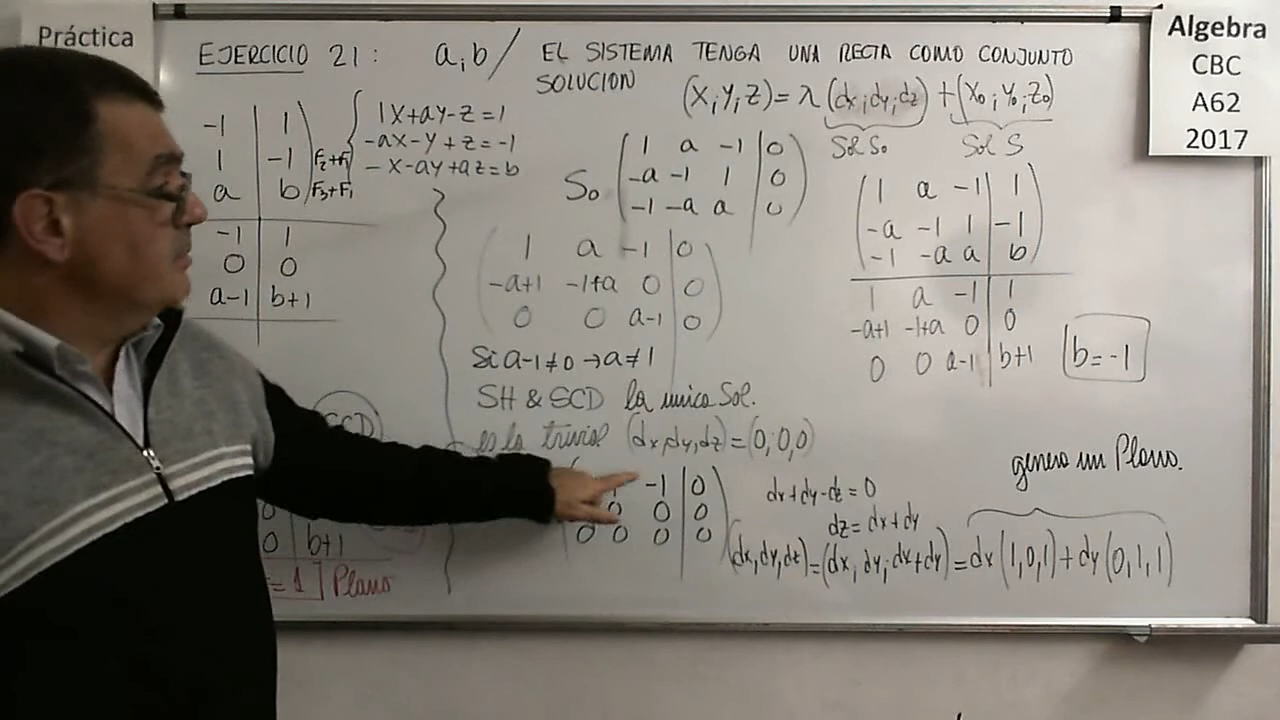 Práctica
Algebra
CBC
A62
2017
EJERCICIO 21: a,b / EL SISTEMA TENGA UNA RECTA COMO CONJUNTO
SOLUCION (x,y,z)=λ(dx,dy,dz)+(x₀,y₀,z₀)
Sol S₀ Sol S
-1 | 1
1 | -1 F₂+F₁
a | b F₃+F₁
-1 | 1
0 | 0
a-1 | b+1
1x+ay-z=1
-ax-y+z=-1
-x-ay+az=b
S₀
1 a -1 | 0
-a -1 1 | 0
-1 -a a | 0
1 a -1 | 0
-a+1 -1+a 0 | 0
0 0 a-1 | 0
Si a-1≠0 → a≠1
SH & SCD la unica Sol.
es la trivial (dx,dy,dz)=(0,0,0)
1 a -1 | 1
-a -1 1 | -1
-1 -a a | b
1 a -1 | 1
-a+1 -1+a 0 | 0
0 0 a-1 | b+1
b=-1
SCD
0
0 | b+1
=1] Plano
-1 | 0
0 0 | 0
0 0 0 | 0
dx+dy-dz=0
dz=dx+dy
(dx,dy,dz)=(dx,dy,dx+dy)=dx(1,0,1)+dy(0,1,1)
genera un Plano.